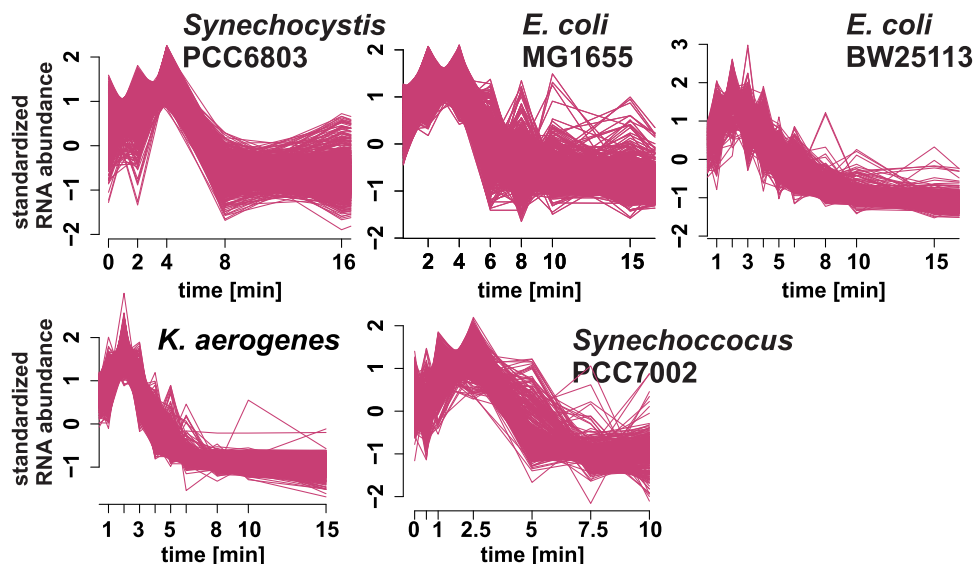 Synechocystis
PCC6803
standardized
RNA abundance
2
1
0
−1
−2
0 2 4 8 16
time [min]
E. coli
MG1655
2
1
0
−1
−2
2 4 6 8 10 15
time [min]
E. coli
BW25113
3
2
1
0
−1
−2
1 3 5 8 10 15
time [min]
K. aerogenes
standardized
RNA abundance
2
1
0
−1
1 3 5 8 10 15
time [min]
Synechoccocus
PCC7002
2
1
0
−1
−2
0 1 2.5 5 7.5 10
time [min]